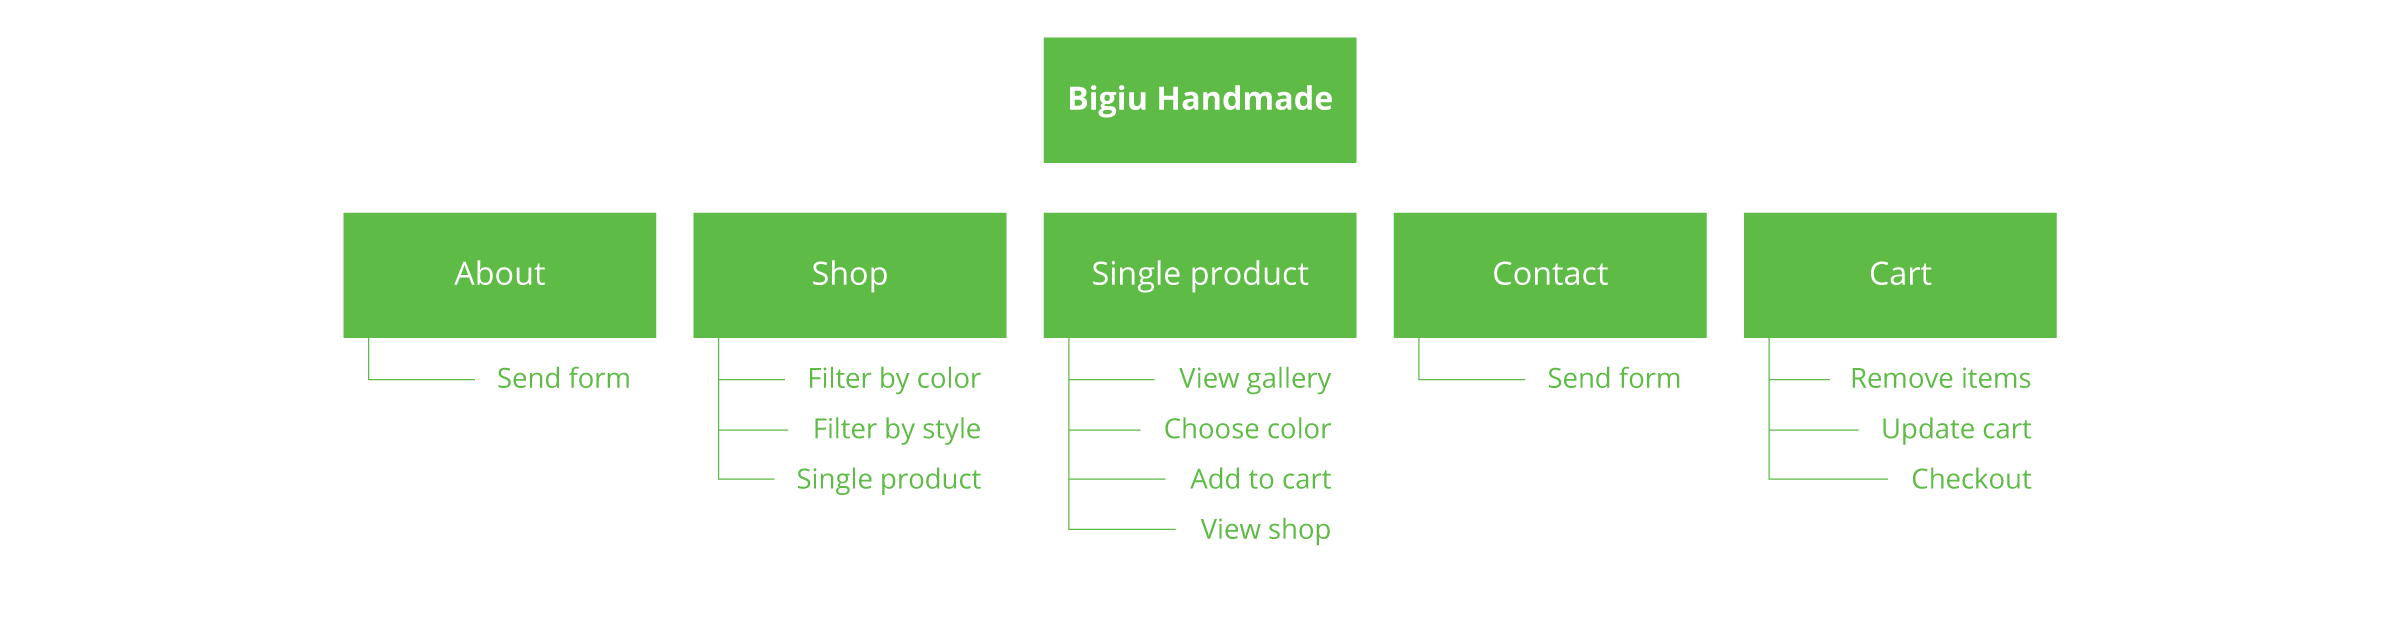 Bigiu Handmade
About
Shop
Single product
Contact
Cart
Send form
Filter by color
Filter by style
Single product
View gallery
Choose color
Add to cart
View shop
Send form
Remove items
Update cart
Checkout